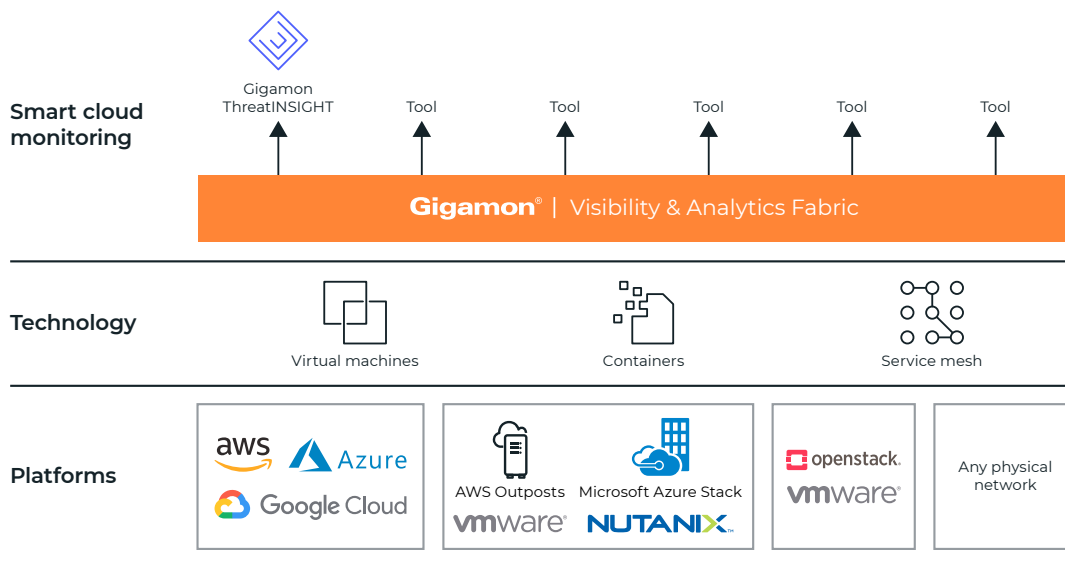 Smart cloud
monitoring
Gigamon
ThreatINSIGHT
Tool
Tool
Tool
Tool
Tool
Gigamon® | Visibility & Analytics Fabric
Technology
Virtual machines
Containers
Service mesh
Platforms
aws
Azure
Google Cloud
AWS Outposts
Microsoft Azure Stack
vmware®
NUTANIX™
openstack.
vmware®
Any physical
network